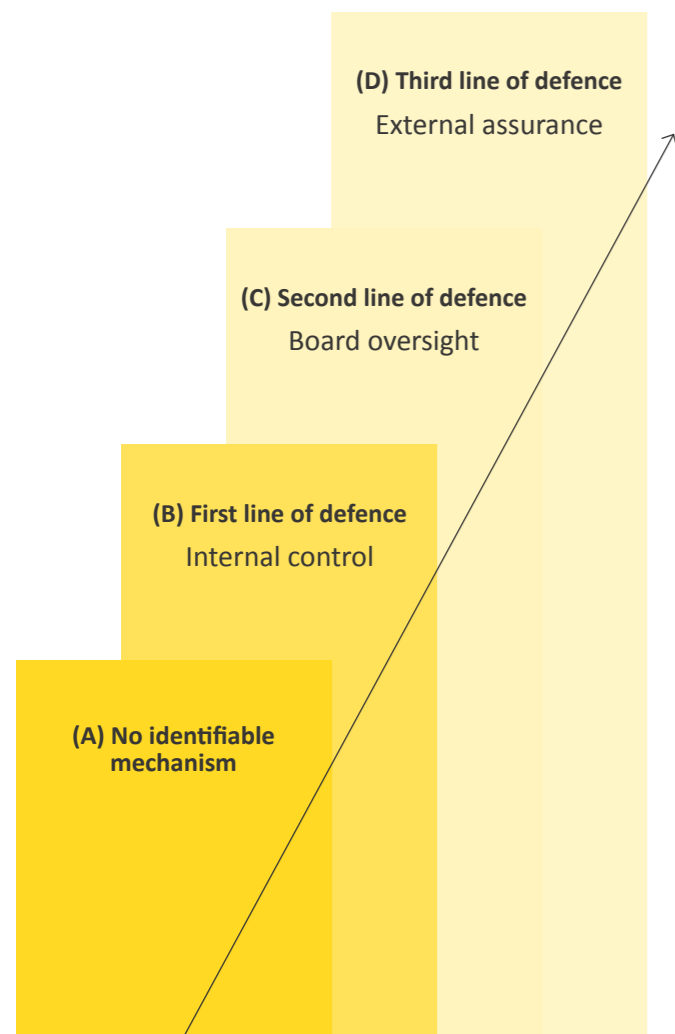 (D) Third line of defence
External assurance
(C) Second line of defence
Board oversight
(B) First line of defence
Internal control
(A) No identifiable
mechanism